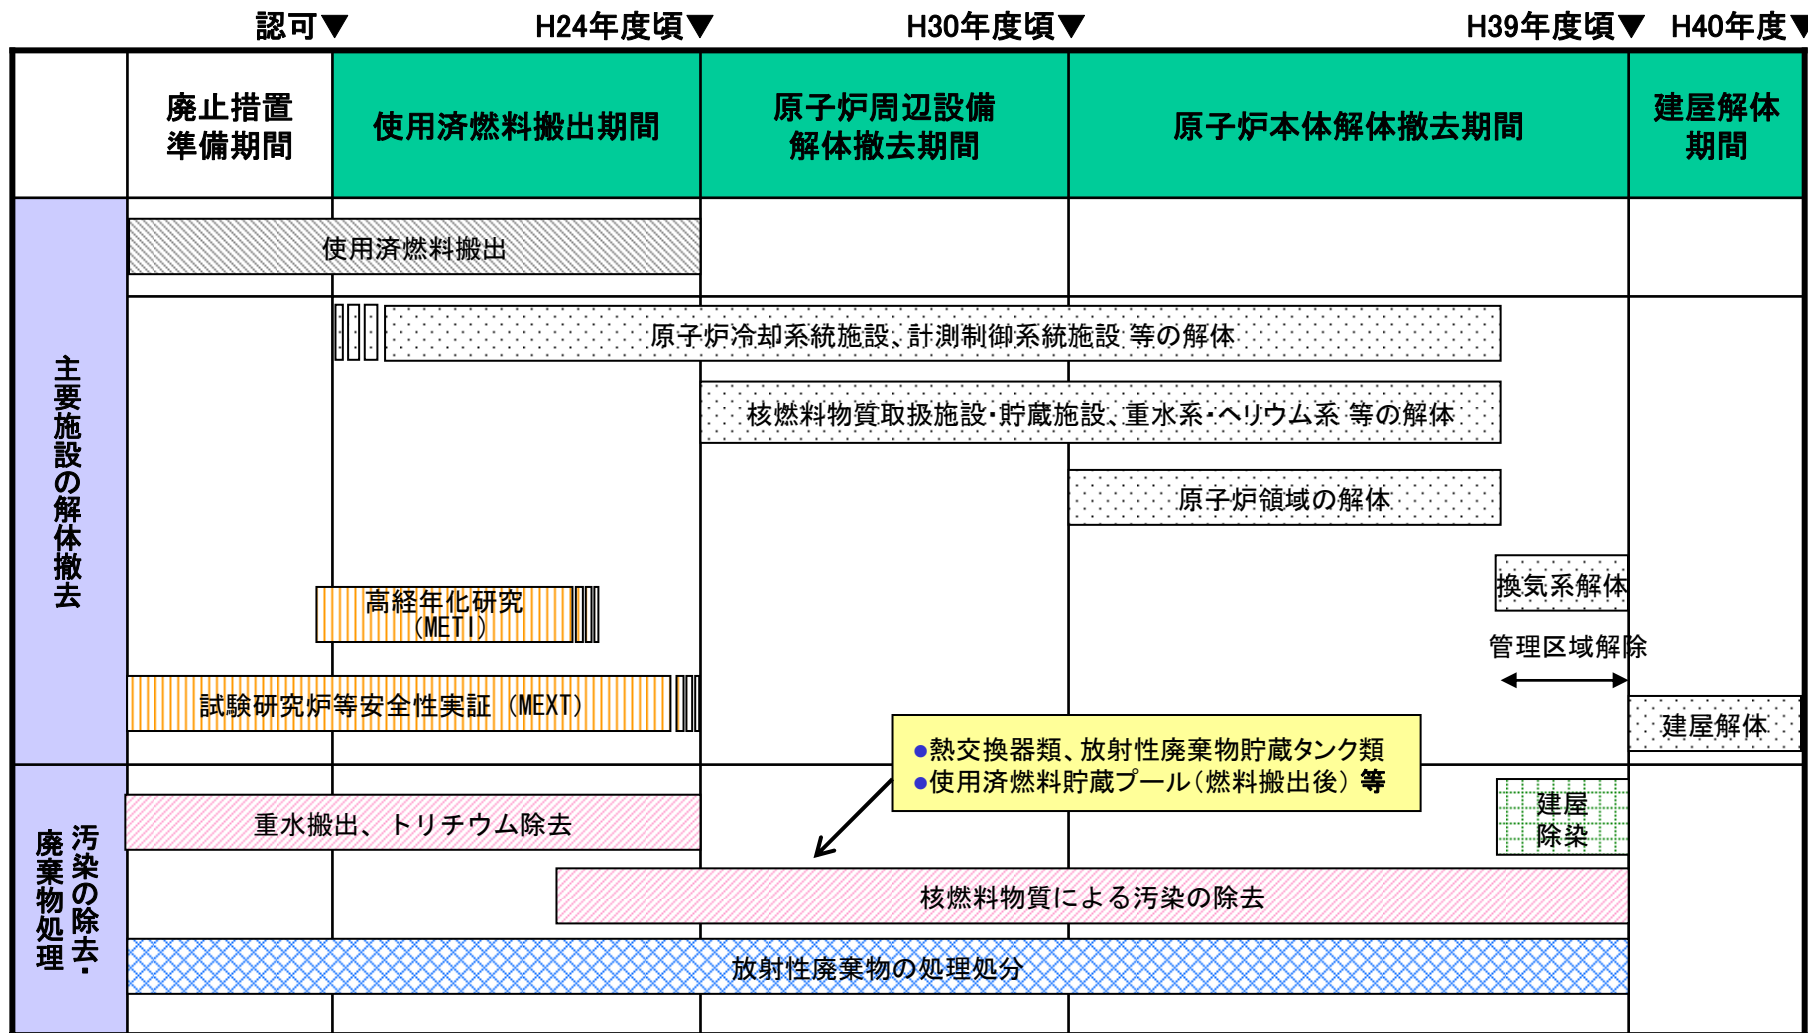 認可▼
H24年度頃▼
H30年度頃▼
H39年度頃▼
H40年度▼
廃止措置
準備期間
使用済燃料搬出期間
原子炉周辺設備
解体撤去期間
原子炉本体解体撤去期間
建屋解体
期間
主要施設の解体撤去
使用済燃料搬出
原子炉冷却系統施設、計測制御系統施設 等の解体
核燃料物質取扱施設・貯蔵施設、重水系・ヘリウム系 等の解体
原子炉領域の解体
換気系解体
高経年化研究
(METI)
管理区域解除
試験研究炉等安全性実証 (MEXT)
建屋解体
●熱交換器類、放射性廃棄物貯蔵タンク類
●使用済燃料貯蔵プール(燃料搬出後) 等
汚染の除去・
廃棄物処理
重水搬出、トリチウム除去
建屋
除染
核燃料物質による汚染の除去
放射性廃棄物の処理処分